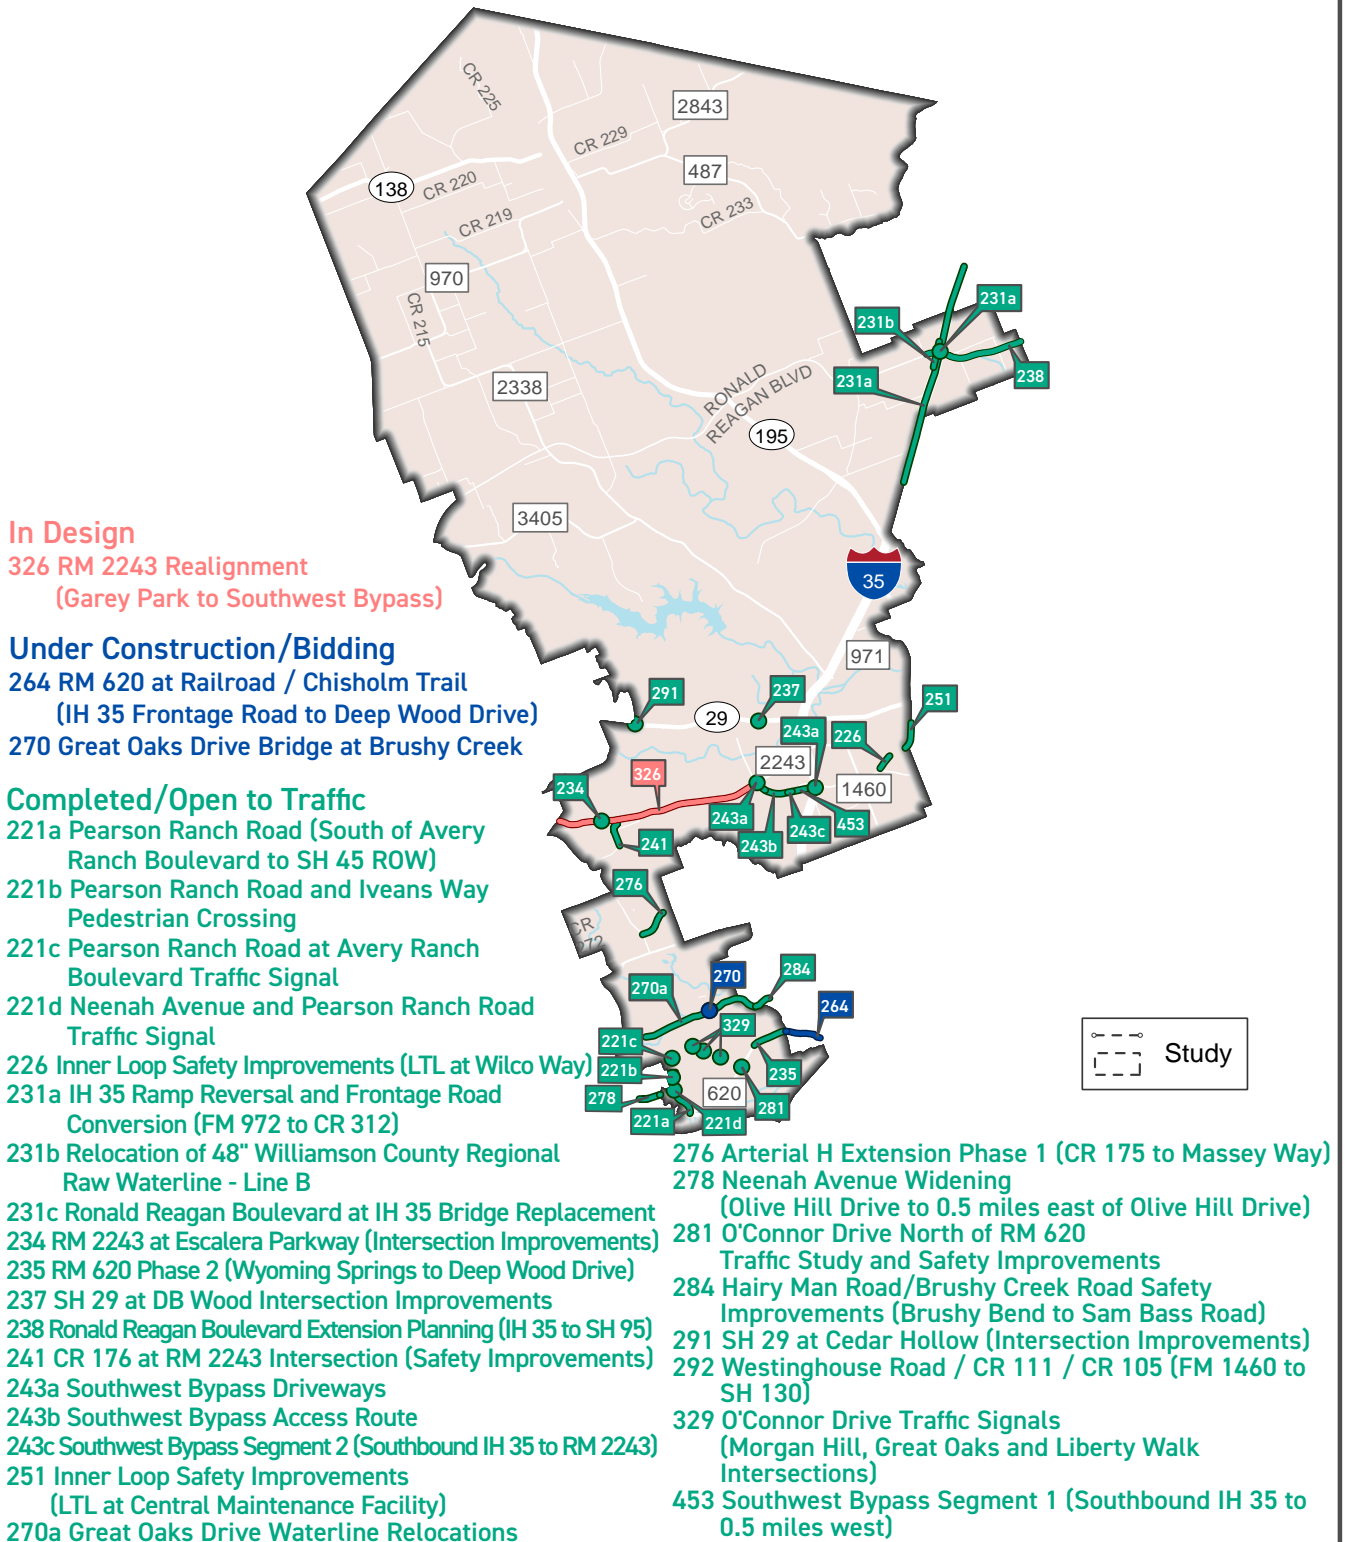 CR 225
2843
CR 229
487
138
CR 220
CR 233
CR 219
970
CR 215
231a
231b
238
231a
2338
RONALD
REAGAN BLVD
195
3405
35
In Design
326 RM 2243 Realignment
(Garey Park to Southwest Bypass)
Under Construction/Bidding
264 RM 620 at Railroad / Chisholm Trail
(IH 35 Frontage Road to Deep Wood Drive)
270 Great Oaks Drive Bridge at Brushy Creek
971
291
237
251
29
243a
226
2243
326
234
1460
243a
243b
243c
453
241
276
CR
272
270
284
270a
264
329
221c
221b
235
620
278
281
221a
221d
Study
Completed/Open to Traffic
221a Pearson Ranch Road (South of Avery
Ranch Boulevard to SH 45 ROW)
221b Pearson Ranch Road and Iveans Way
Pedestrian Crossing
221c Pearson Ranch Road at Avery Ranch
Boulevard Traffic Signal
221d Neenah Avenue and Pearson Ranch Road
Traffic Signal
226 Inner Loop Safety Improvements (LTL at Wilco Way)
231a IH 35 Ramp Reversal and Frontage Road
Conversion (FM 972 to CR 312)
231b Relocation of 48" Williamson County Regional
Raw Waterline - Line B
231c Ronald Reagan Boulevard at IH 35 Bridge Replacement
234 RM 2243 at Escalera Parkway (Intersection Improvements)
235 RM 620 Phase 2 (Wyoming Springs to Deep Wood Drive)
237 SH 29 at DB Wood Intersection Improvements
238 Ronald Reagan Boulevard Extension Planning (IH 35 to SH 95)
241 CR 176 at RM 2243 Intersection (Safety Improvements)
243a Southwest Bypass Driveways
243b Southwest Bypass Access Route
243c Southwest Bypass Segment 2 (Southbound IH 35 to RM 2243)
251 Inner Loop Safety Improvements
(LTL at Central Maintenance Facility)
270a Great Oaks Drive Waterline Relocations
276 Arterial H Extension Phase 1 (CR 175 to Massey Way)
278 Neenah Avenue Widening
(Olive Hill Drive to 0.5 miles east of Olive Hill Drive)
281 O'Connor Drive North of RM 620
Traffic Study and Safety Improvements
284 Hairy Man Road/Brushy Creek Road Safety
Improvements (Brushy Bend to Sam Bass Road)
291 SH 29 at Cedar Hollow (Intersection Improvements)
292 Westinghouse Road / CR 111 / CR 105 (FM 1460 to
SH 130)
329 O'Connor Drive Traffic Signals
(Morgan Hill, Great Oaks and Liberty Walk
Intersections)
453 Southwest Bypass Segment 1 (Southbound IH 35 to
0.5 miles west)